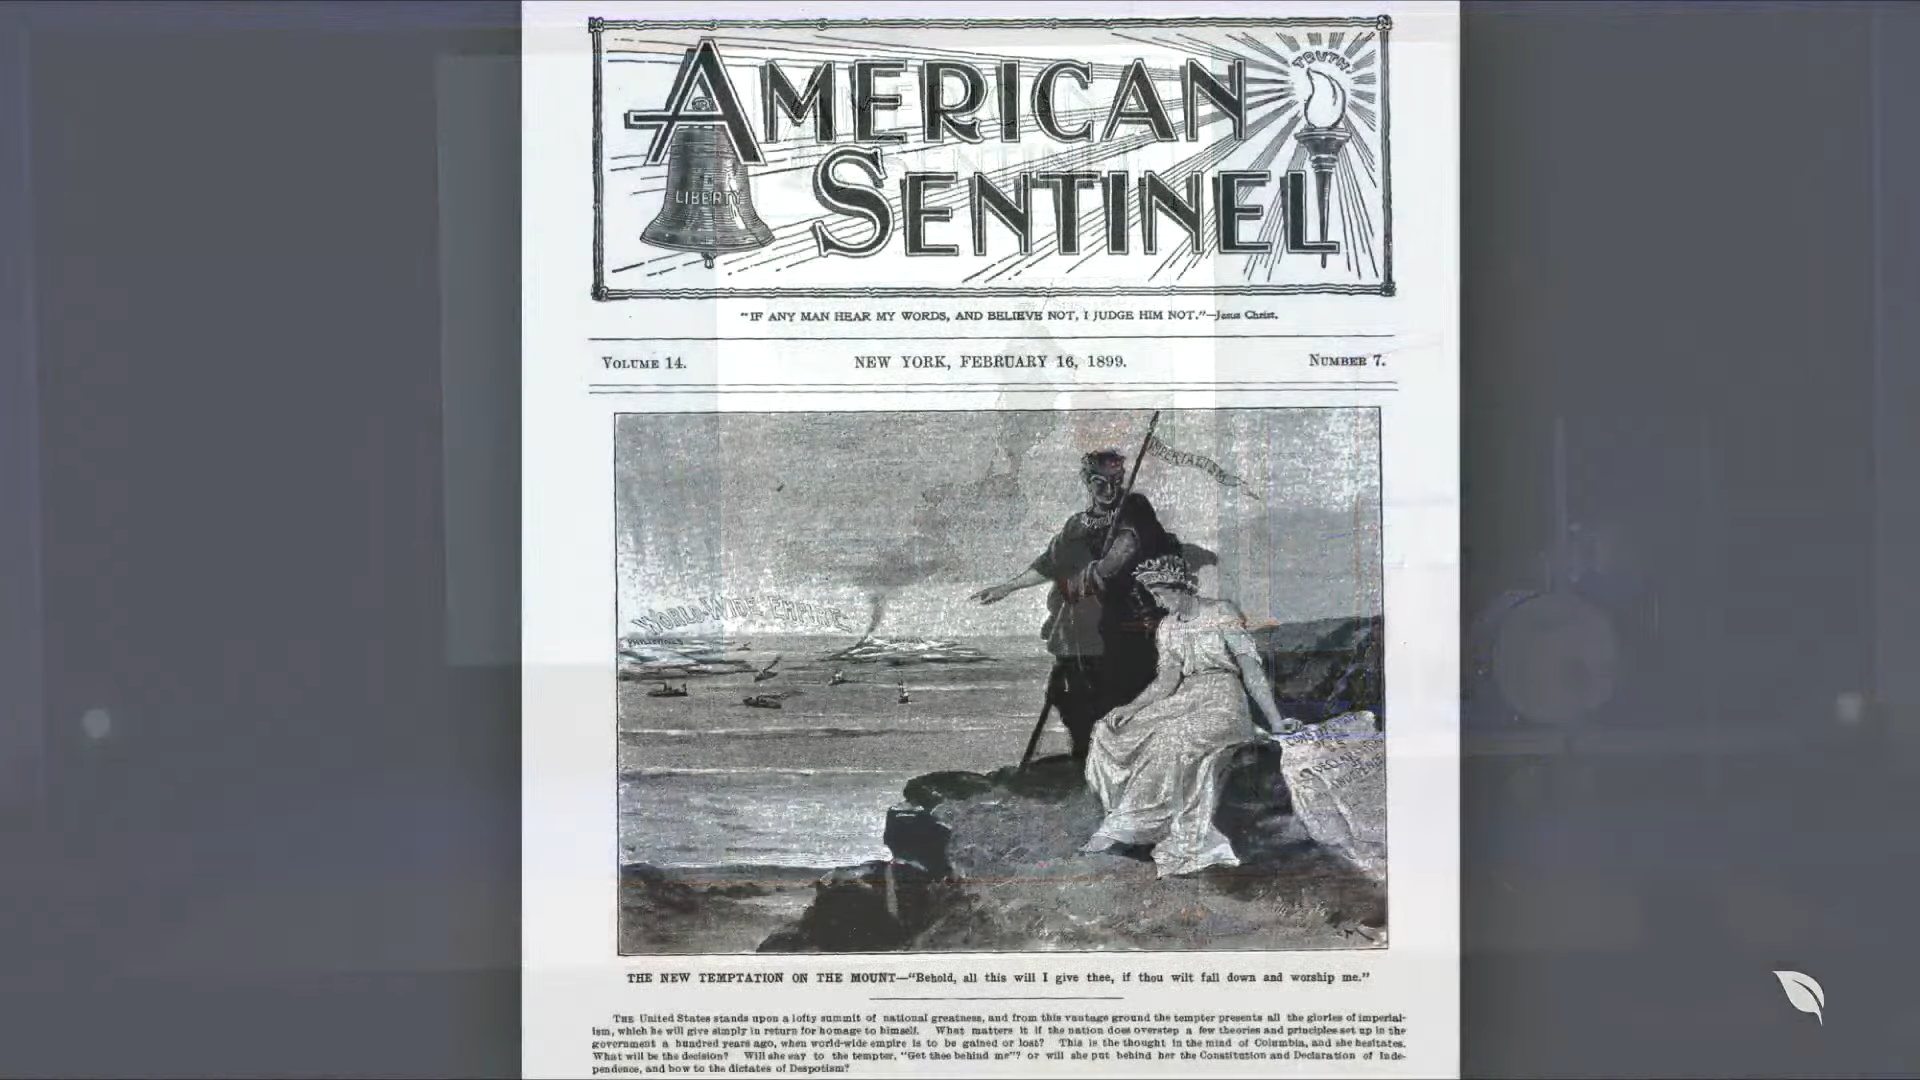 AMERICAN
TRUTH
LIBERTY
SENTINEL
"IF ANY MAN HEAR MY WORDS, AND BELIEVE NOT, I JUDGE HIM NOT."—Jesus Christ.
VOLUME 14.
NEW YORK, FEBRUARY 16, 1899.
NUMBER 7.
IMPERIALISM
WORLD-WIDE EMPIRE
PHILIPPINES
THE NEW TEMPTATION ON THE MOUNT—"Behold, all this will I give thee, if thou wilt fall down and worship me."
THE United States stands upon a lofty summit of national greatness, and from this vantage ground the tempter presents all the glories of imperial-
ism, which he will give simply in return for homage to himself. What matters it if the nation does overstep a few theories and principles set up in the
government a hundred years ago, when world-wide empire is to be gained or lost? This is the thought in the mind of Columbia, and she hesitates.
What will be the decision? Will she say to the tempter, "Get thee behind me"? or will she put behind her the Constitution and Declaration of Inde-
pendence, and bow to the dictates of Despotism?